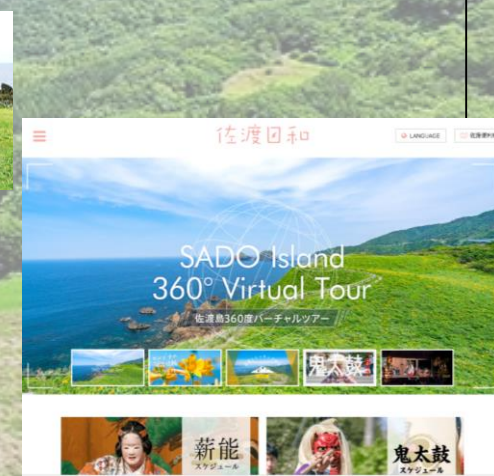 佐渡日和
LANGUAGE
SADO Island
360° Virtual Tour
佐渡島360度バーチャルツアー
鬼太鼓
薪能
スケジュール
鬼太鼓
スケジュール